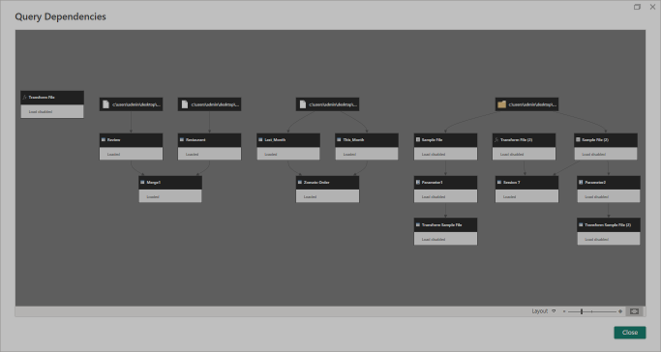 Query Dependencies
Transform File
Load disabled
c:\users\admin\desktop\...
c:\users\admin\desktop\...
c:\users\admin\desktop\...
c:\users\admin\desktop\...
Review
Loaded
Restaurant
Loaded
Last_Month
Loaded
This_Month
Loaded
Sample File
Load disabled
Transform File (2)
Load disabled
Sample File (2)
Load disabled
Merge1
Loaded
Domain Order
Loaded
Parameter1
Load disabled
Session 7
Loaded
Parameter2
Load disabled
Transform Sample File
Load disabled
Transform Sample File (2)
Load disabled
Layout
Close